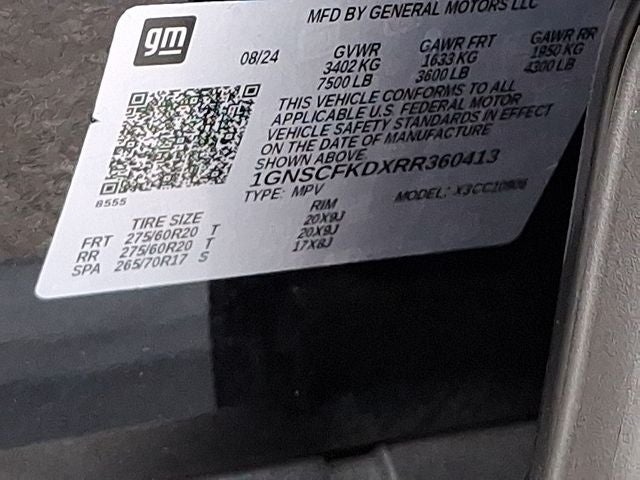 MFD BY GENERAL MOTORS LLC
gm
08/24 GVWR GAWR FRT GAWR RR
3402 KG 1633 KG 1950 KG
7500 LB 3600 LB 4300 LB
THIS VEHICLE CONFORMS TO ALL
APPLICABLE U.S. FEDERAL MOTOR
VEHICLE SAFETY STANDARDS IN EFFECT
ON THE DATE OF MANUFACTURE
SHOWN ABOVE.
1GNSCFKDXRR360413
8555 TYPE: MPV MODEL: X3CC10906
TIRE SIZE RIM
FRT 275/60R20 T 20X9J
RR 275/60R20 T 20X9J
SPA 265/70R17 S 17X8J